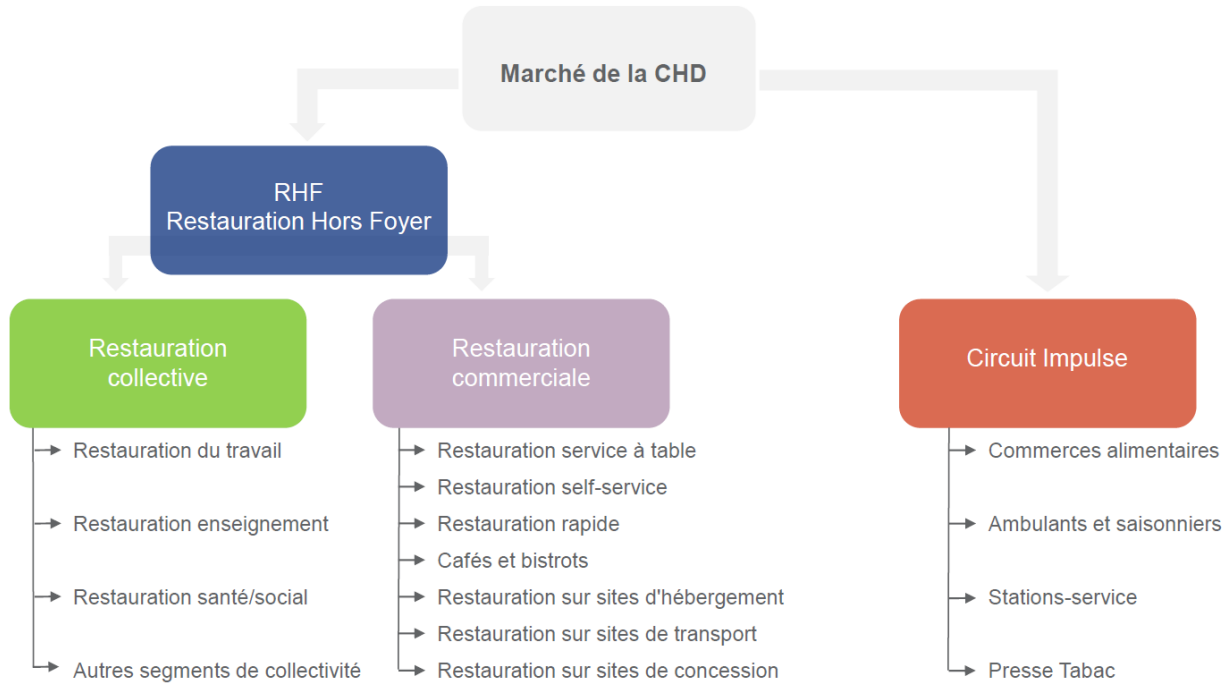 Marché de la CHD
RHF
Restauration Hors Foyer
Restauration
collective
Restauration du travail
Restauration enseignement
Restauration santé/social
Autres segments de collectivité
Restauration
commerciale
Restauration service à table
Restauration self-service
Restauration rapide
Cafés et bistrots
Restauration sur sites d'hébergement
Restauration sur sites de transport
Restauration sur sites de concession
Circuit Impulse
Commerces alimentaires
Ambulants et saisonniers
Stations-service
Presse Tabac